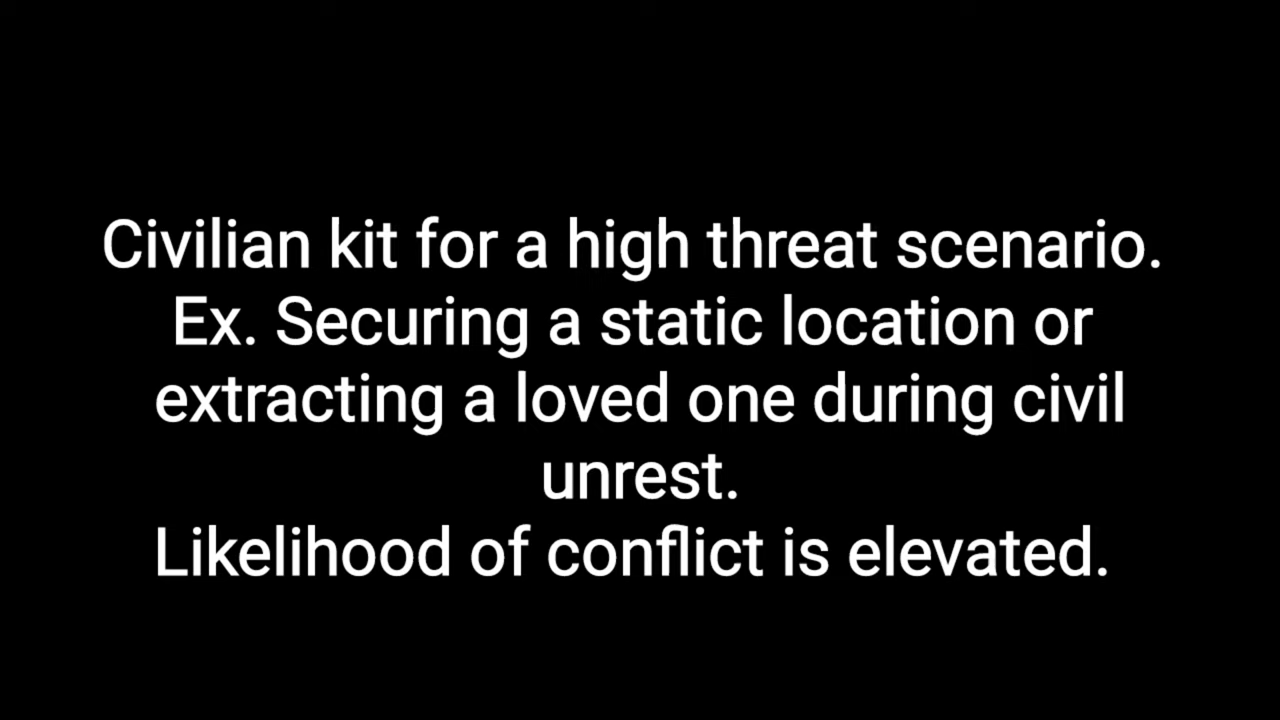 Civilian kit for a high threat scenario.
Ex. Securing a static location or
extracting a loved one during civil
unrest.
Likelihood of conflict is elevated.